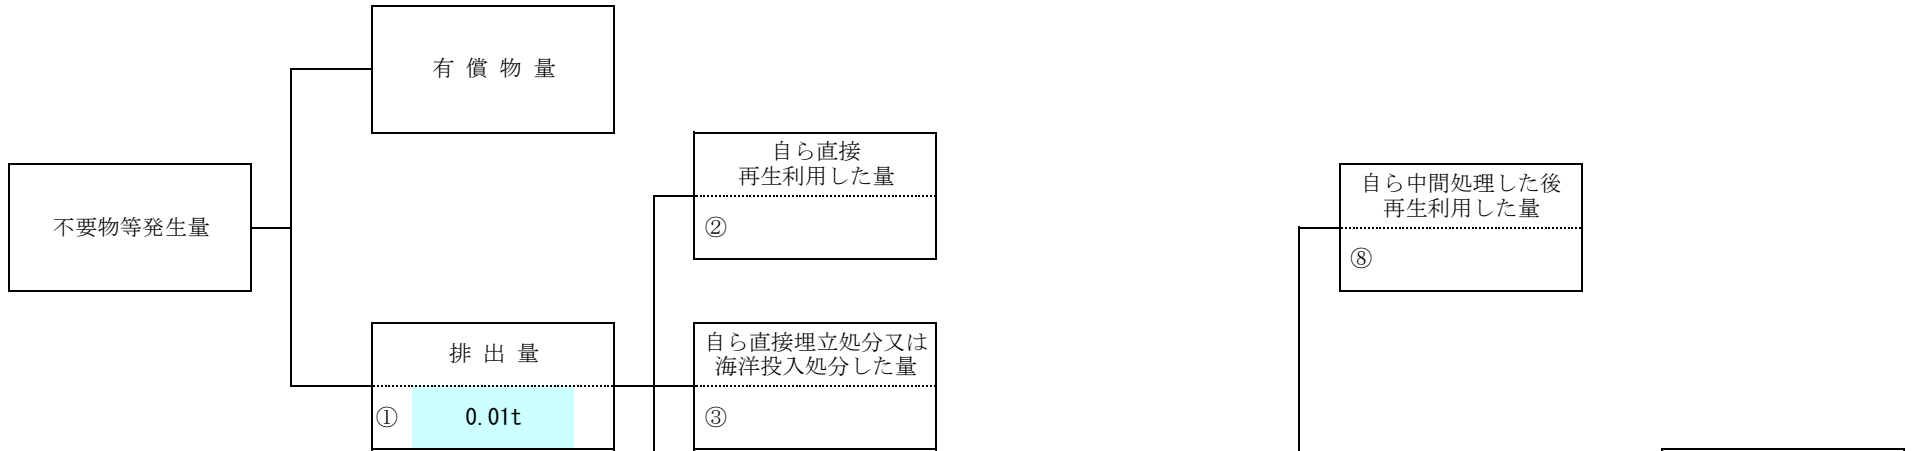 有 償 物 量
自ら直接
再生利用した量
②
自ら中間処理した後
再生利用した量
⑧
不要物等発生量
排 出 量
① 0.01t
自ら直接埋立処分又は
海洋投入処分した量
③